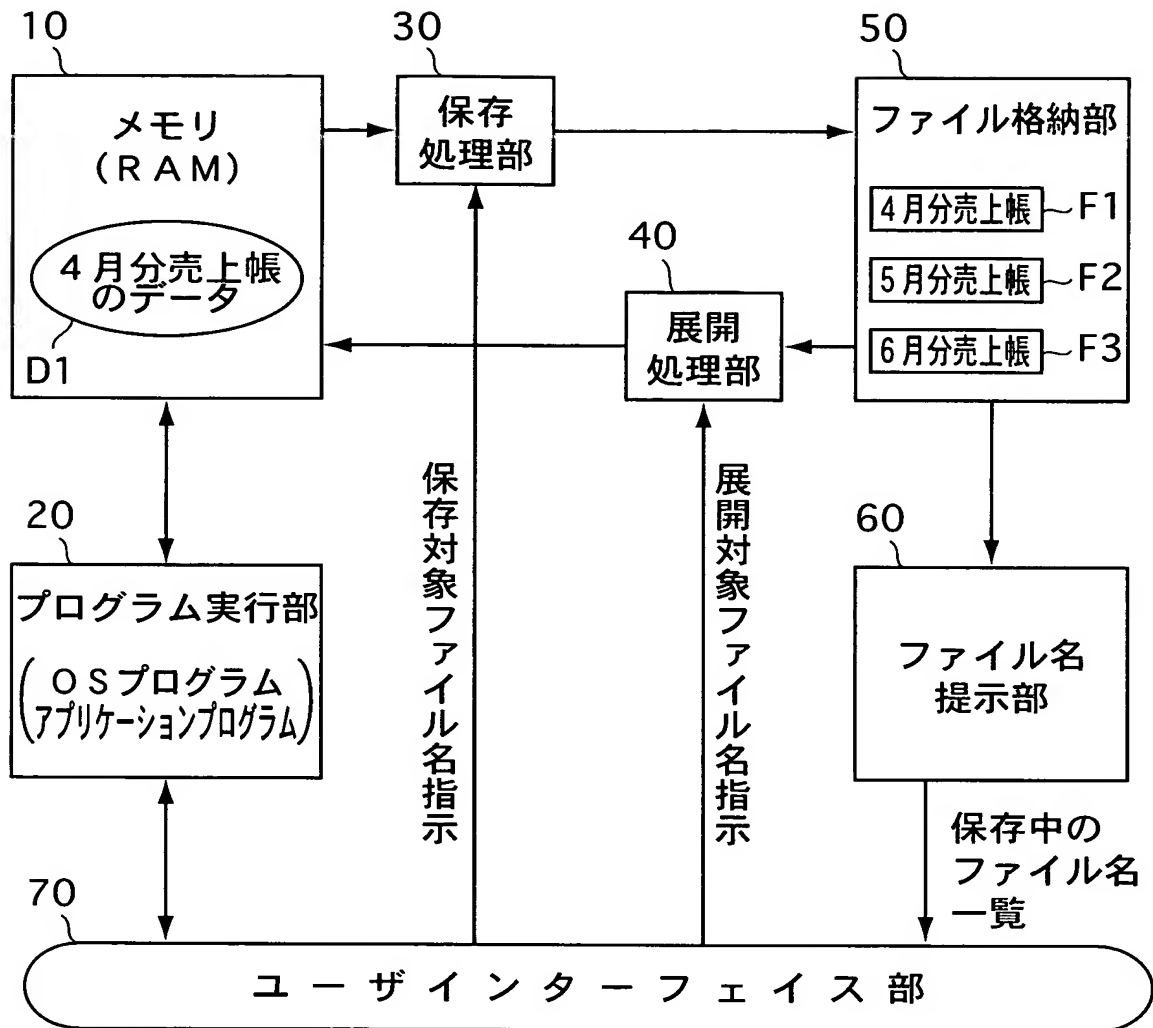 10
メモリ
(RAM)
4月分売上帳
のデータ
D1
30
保存
処理部
50
ファイル格納部
4月分売上帳
F1
5月分売上帳
F2
6月分売上帳
F3
40
展開
処理部
保存対象ファイル名指示
展開対象ファイル名指示
20
プログラム実行部
(OSプログラム
アプリケーションプログラム)
60
ファイル名
提示部
保存中の
ファイル名
一覧
70
ユーザインターフェイス部